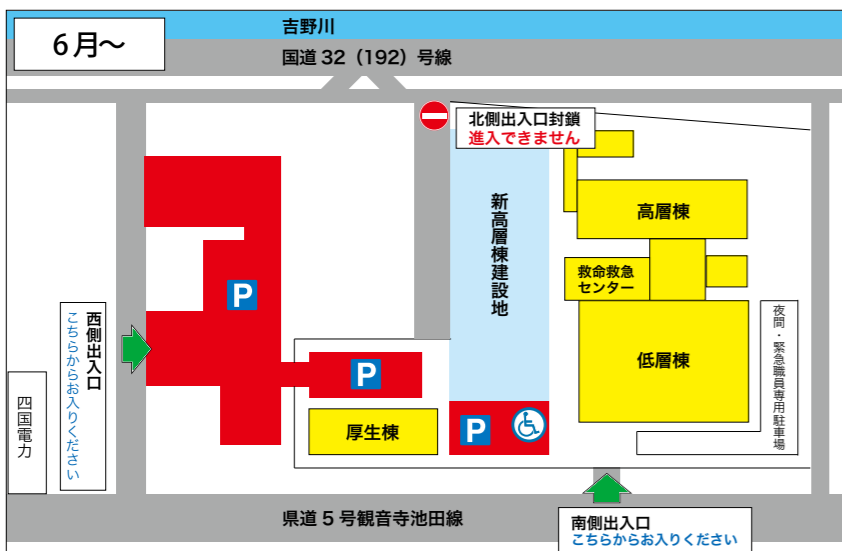 吉野川
6月〜
国道32（192）号線
北側出入口封鎖
進入できません
高層棟
新高層棟建設地
救命救急
センター
P
西側出入口
こちらからお入りください
夜間・緊急職員専用駐車場
低層棟
P
四国電力
厚生棟
P
県道5号観音寺池田線
南側出入口
こちらからお入りください